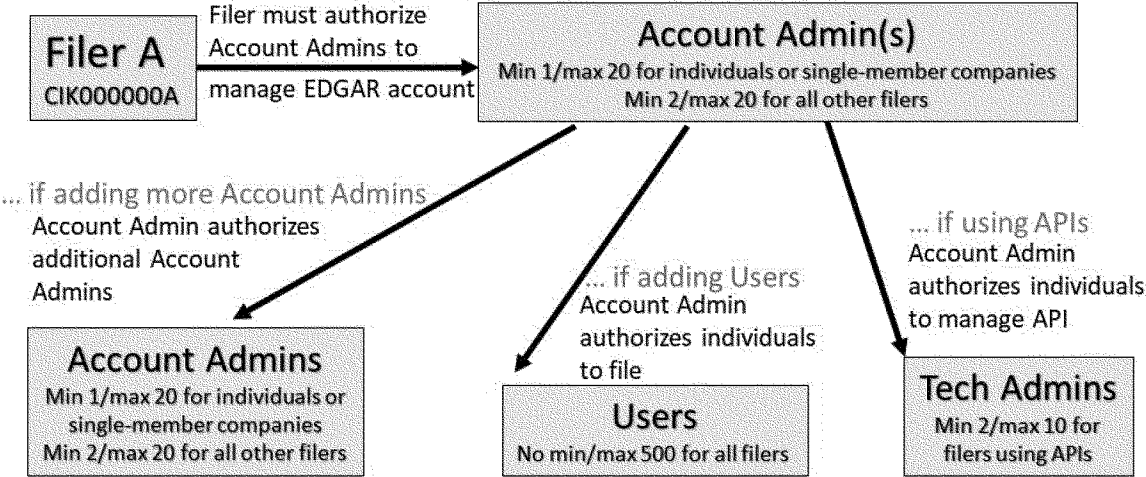 Filer A
CIK000000A
Filer must authorize
Account Admins to
manage EDGAR account
Account Admin(s)
Min 1/max 20 for individuals or single-member companies
Min 2/max 20 for all other filers
... if adding more Account Admins
Account Admin authorizes
additional Account
Admins
... if adding Users
Account Admin
authorizes individuals
to file
... if using APIs
Account Admin
authorizes individuals
to manage API
Account Admins
Min 1/max 20 for individuals or
single-member companies
Min 2/max 20 for all other filers
Users
No min/max 500 for all filers
Tech Admins
Min 2/max 10 for
filers using APIs